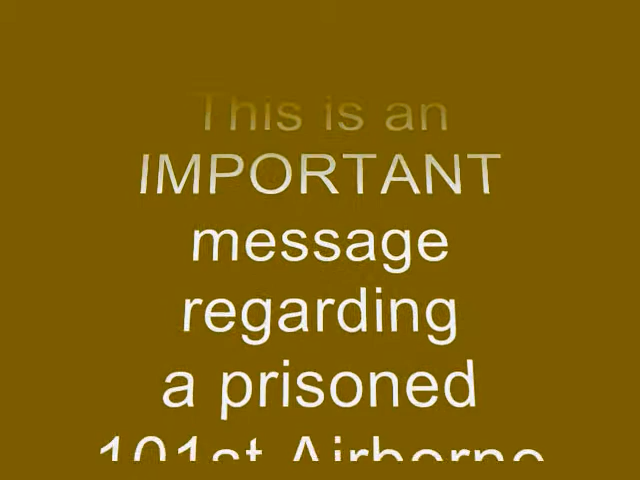 This is an
IMPORTANT
message
regarding
a prisoned
101st Airborne